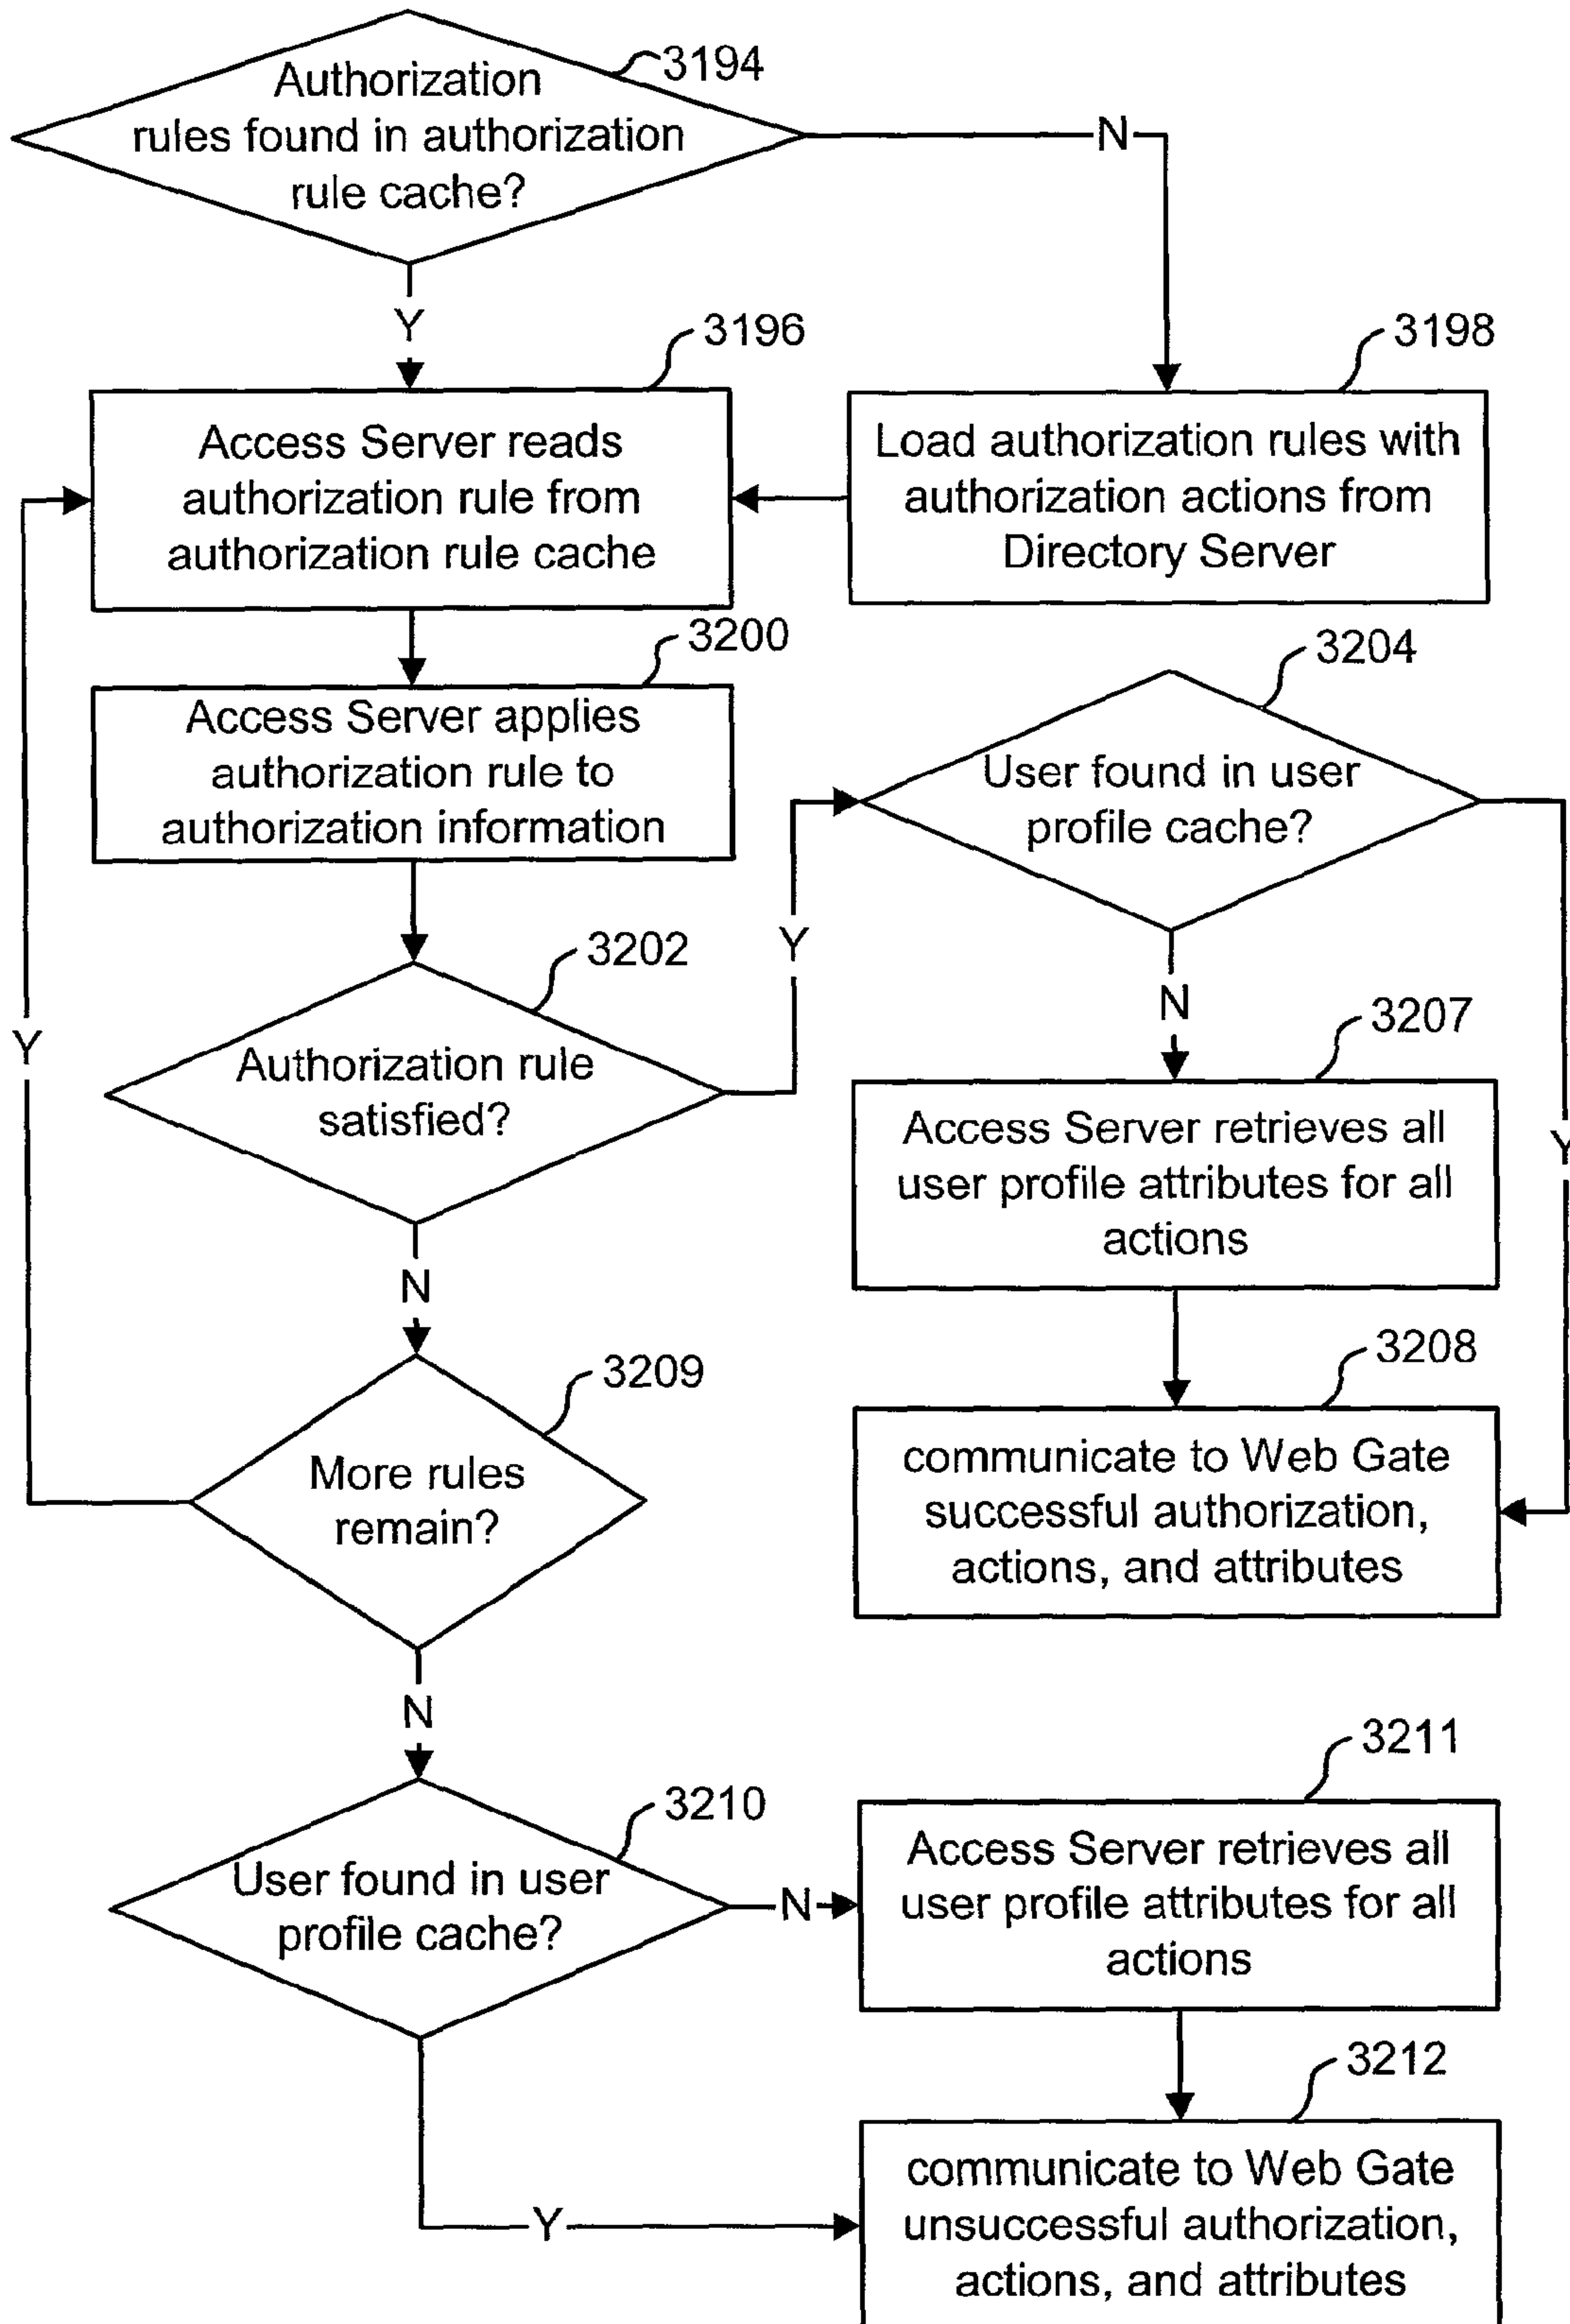 3194
Authorization
rules found in authorization
rule cache?
N
Y
3196
3198
Access Server reads
authorization rule from
authorization rule cache
Load authorization rules with
authorization actions from
Directory Server
3200
Access Server applies
authorization rule to
authorization information
3204
User found in user
profile cache?
Y
3202
Authorization rule
satisfied?
Y
N
3207
Access Server retrieves all
user profile attributes for all
actions
Y
N
3209
More rules
remain?
3208
communicate to Web Gate
successful authorization,
actions, and attributes
N
3210
User found in user
profile cache?
N
3211
Access Server retrieves all
user profile attributes for all
actions
3212
Y
communicate to Web Gate
unsuccessful authorization,
actions, and attributes